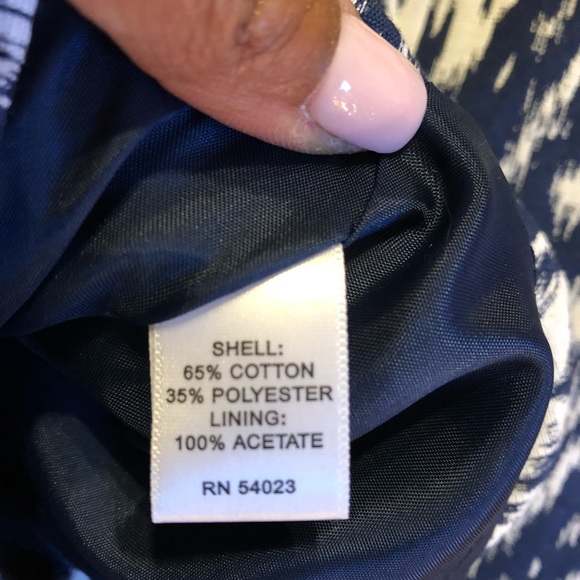 SHELL:
65% COTTON
35% POLYESTER
LINING:
100% ACETATE
RN 54023